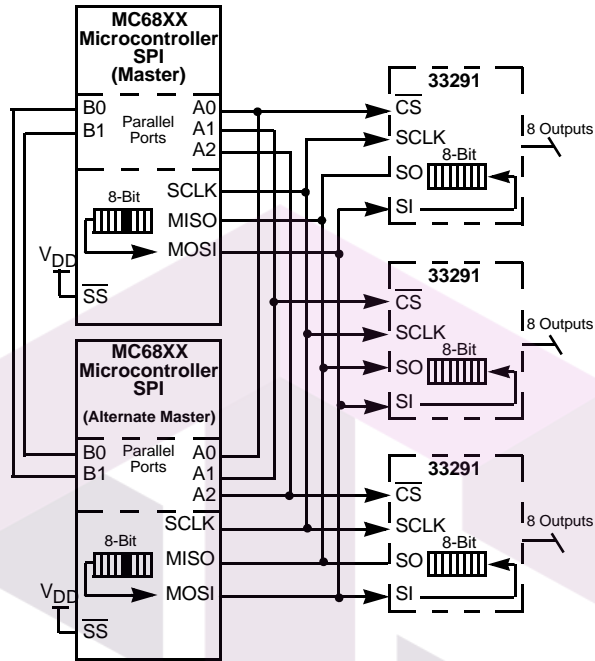 MC68XX
Microcontroller
SPI
(Master)
B0
B1
Parallel
Ports
A0
A1
A2
8-Bit
SCLK
MISO
MOSI
VDD
SS
33291
CS
SCLK
8-Bit
SO
SI
8 Outputs
33291
CS
SCLK
8-Bit
SO
SI
8 Outputs
MC68XX
Microcontroller
SPI
(Alternate Master)
B0
B1
Parallel
Ports
A0
A1
A2
8-Bit
SCLK
MISO
MOSI
VDD
SS
33291
CS
SCLK
8-Bit
SO
SI
8 Outputs